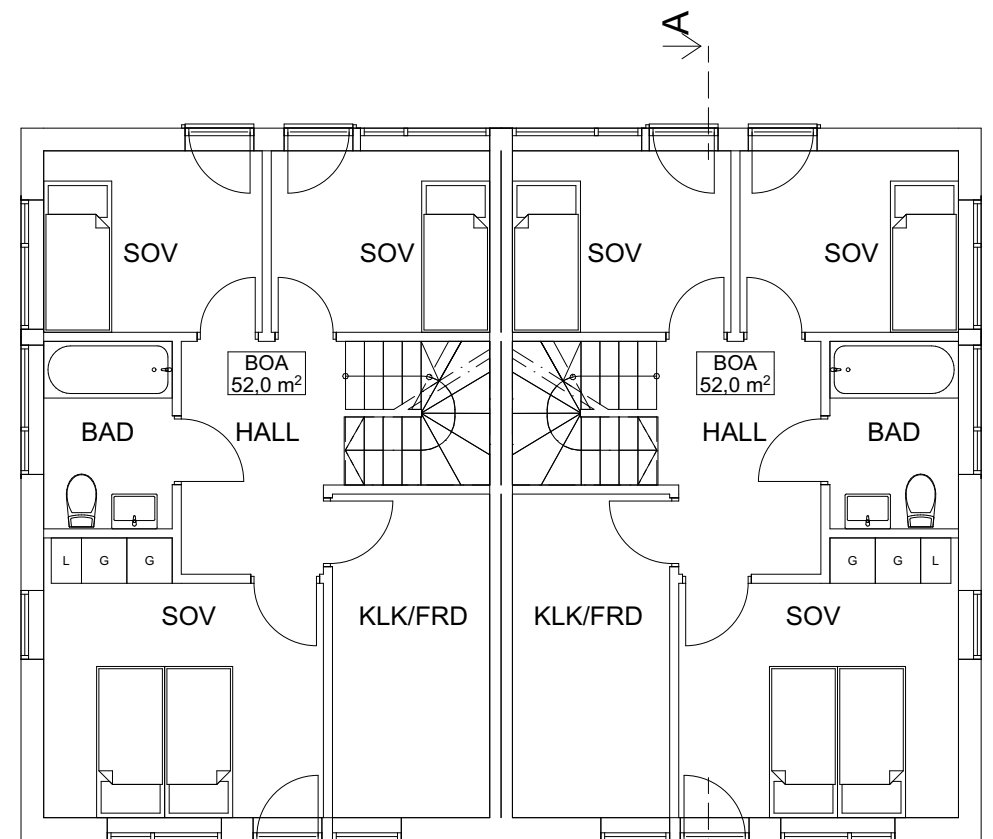 A
SOV
SOV
SOV
SOV
BOA
52,0 m²
BOA
52,0 m²
BAD
HALL
HALL
BAD
L G G
G G L
SOV
KLK/FRD
KLK/FRD
SOV